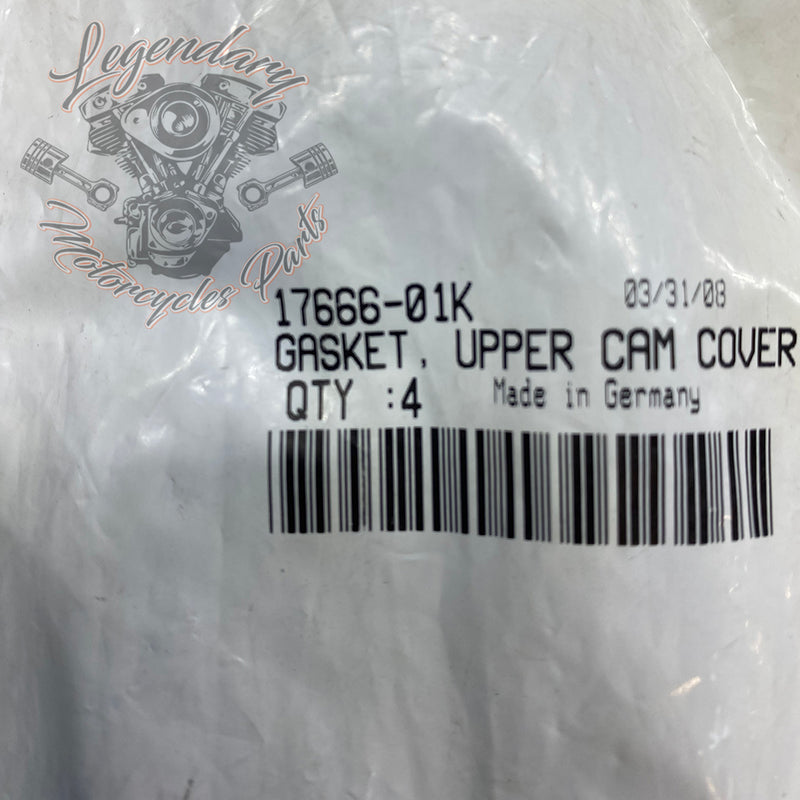 Legendary
Motorcycles Parts
17666-01K 03/31/08
GASKET, UPPER CAM COVER
QTY :4 Made in Germany